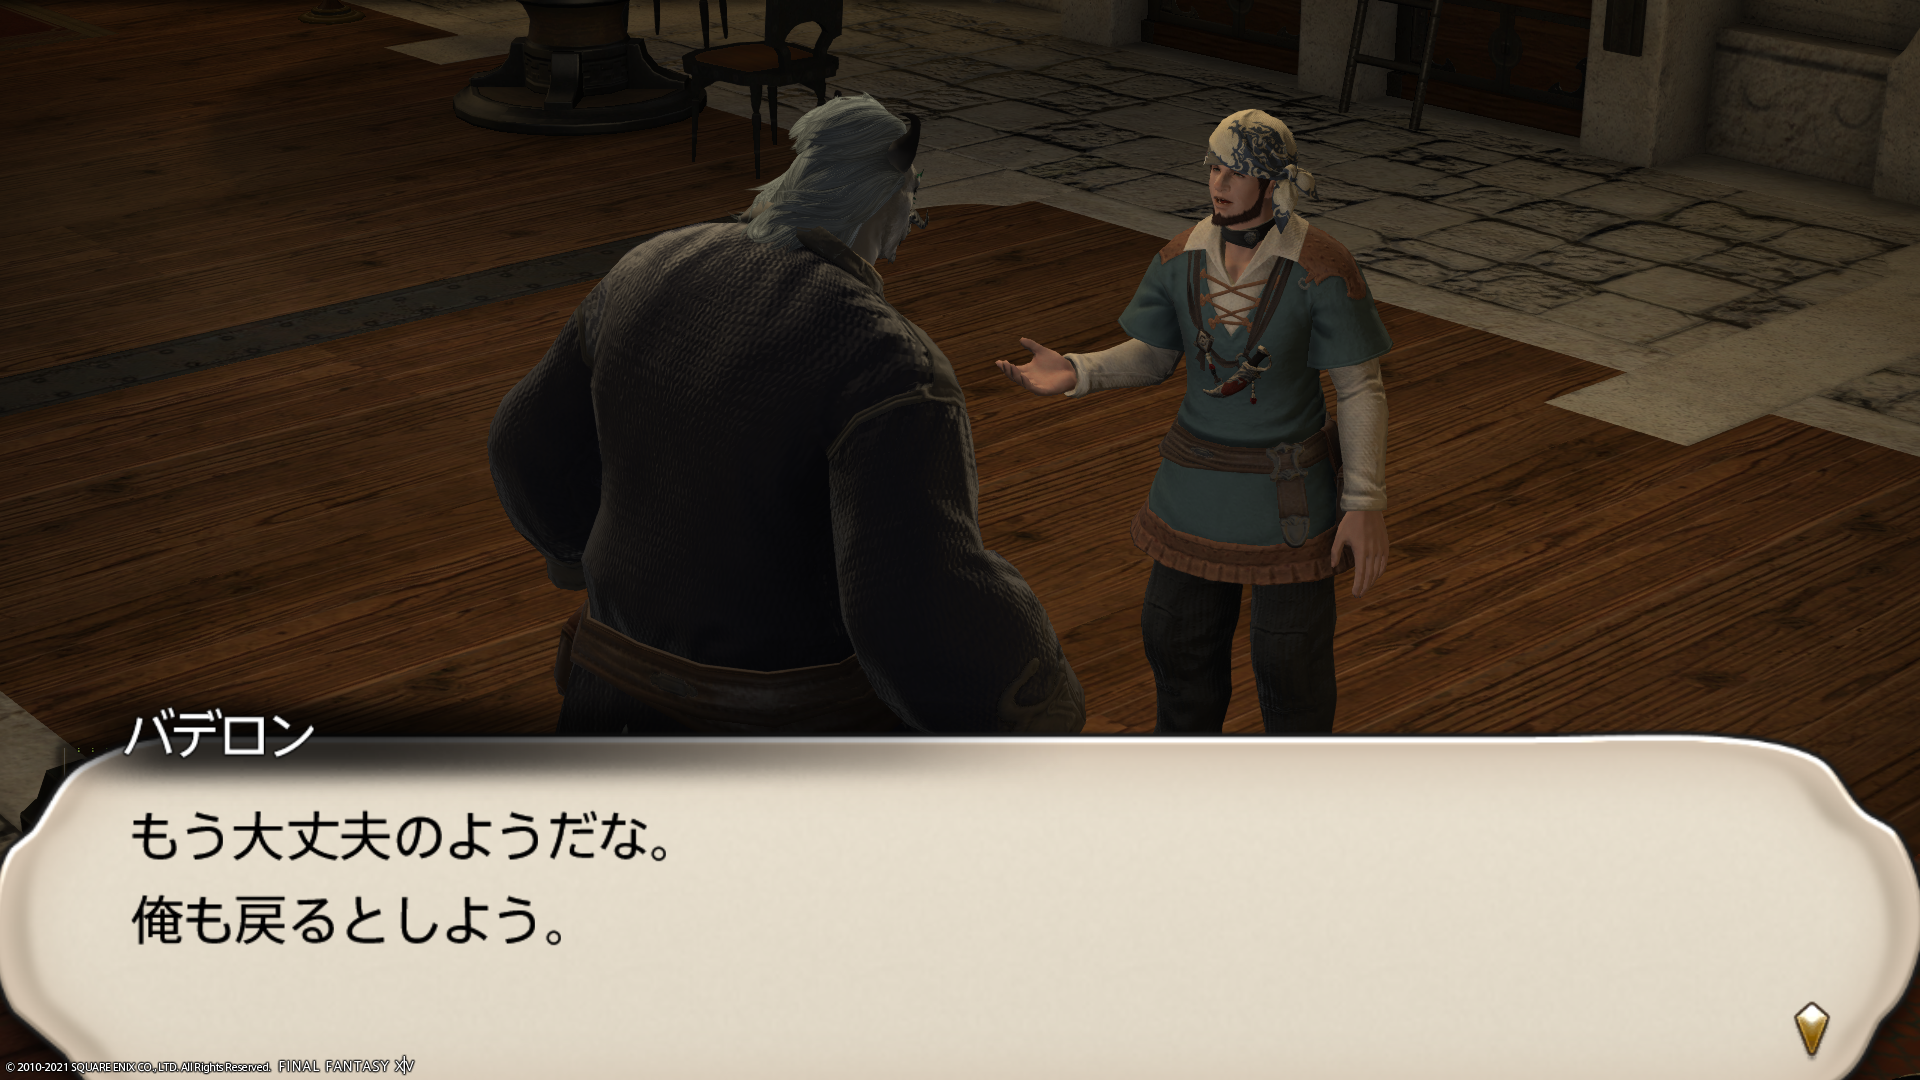 バデロン
もう大丈夫のようだな。
俺も戻るとしよう。
© 2010-2021 SQUARE ENIX CO., LTD. All Rights Reserved. FINAL FANTASY XIV